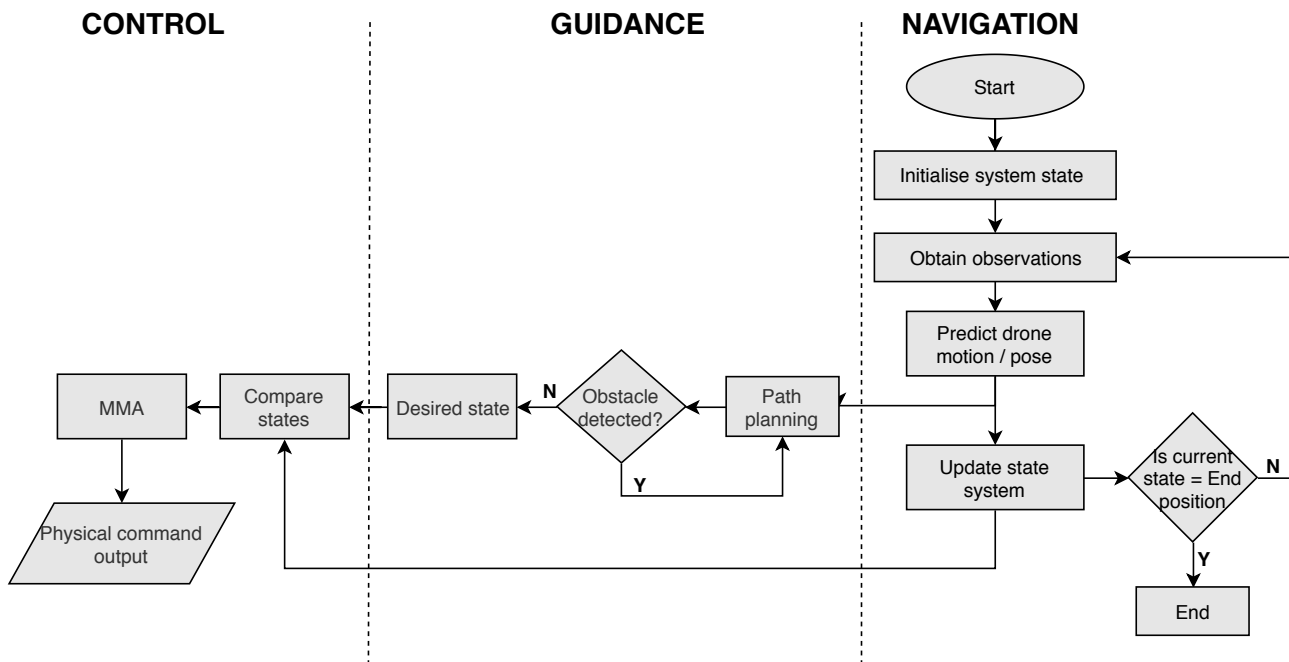 CONTROL
GUIDANCE
NAVIGATION
Start
Initialise system state
Obtain observations
Predict drone
motion / pose
MMA
Compare
states
Desired state
N
Obstacle
detected?
Y
Path
planning
Update state
system
Is current
state = End
position
N
Y
Physical command
output
End